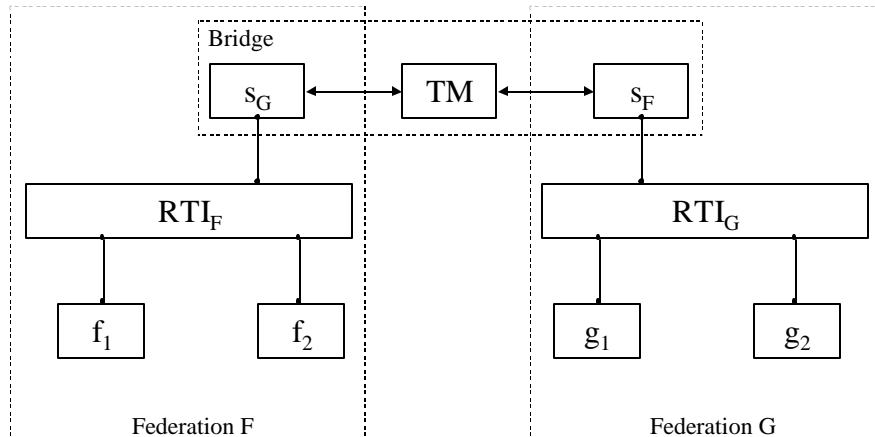 Bridge
s_G TM s_F
RTI_F RTI_G
f_1 f_2 g_1 g_2
Federation F Federation G